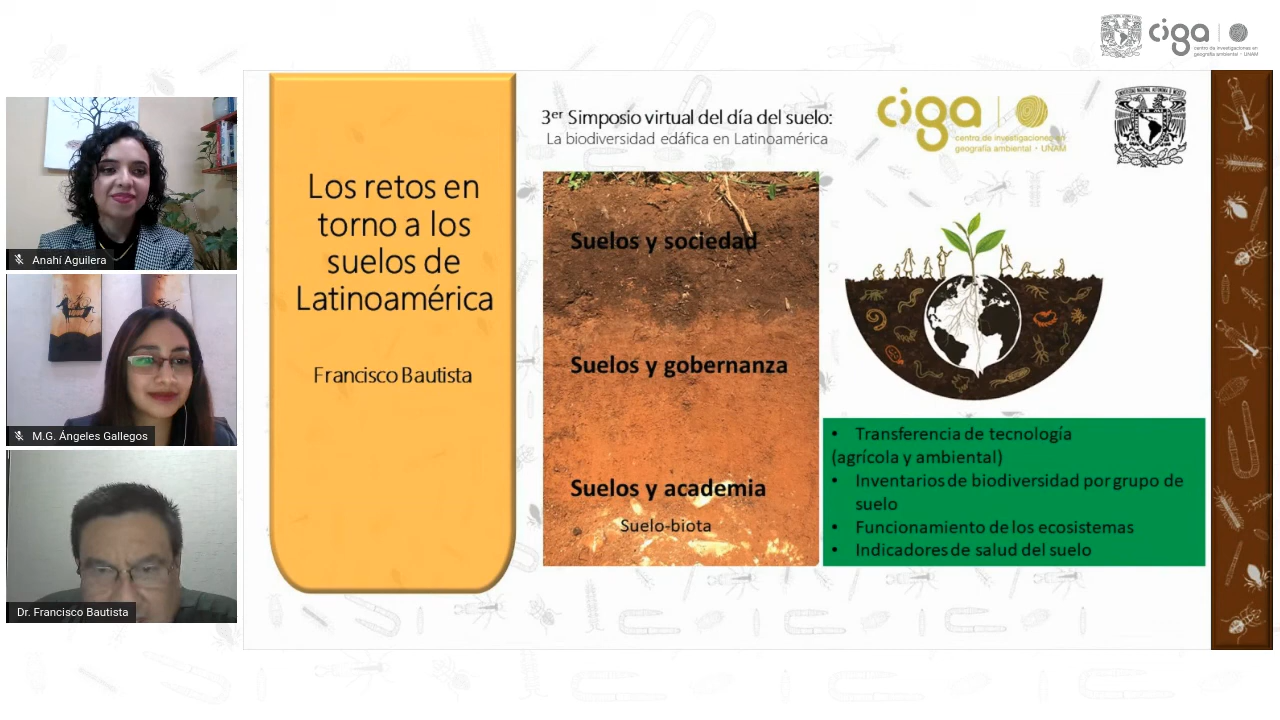 ciga
centro de investigaciones en
geografía ambiental - UNAM
Anahí Aguilera
M.G. Ángeles Gallegos
Dr. Francisco Bautista
Los retos en
torno a los
suelos de
Latinoamérica
Francisco Bautista
3er Simposio virtual del día del suelo:
La biodiversidad edáfica en Latinoamérica
Suelos y sociedad
Suelos y gobernanza
Suelos y academia
Suelo-biota
ciga
centro de investigaciones en
geografía ambiental - UNAM
• Transferencia de tecnología
(agrícola y ambiental)
• Inventarios de biodiversidad por grupo de
suelo
• Funcionamiento de los ecosistemas
• Indicadores de salud del suelo